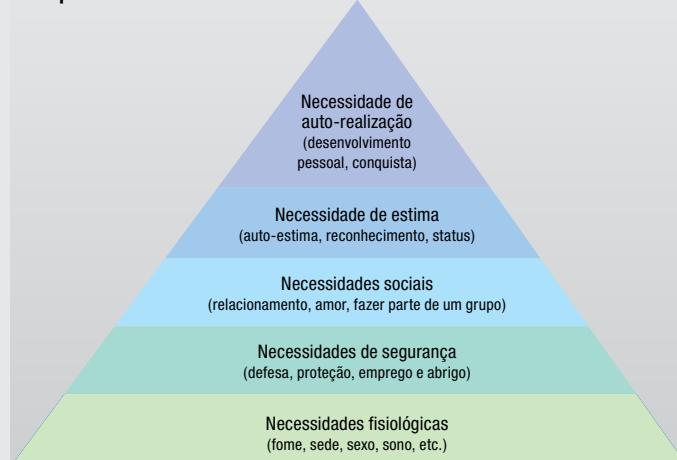 Necessidade de
auto-realização
(desenvolvimento
pessoal, conquista)
Necessidade de estima
(auto-estima, reconhecimento, status)
Necessidades sociais
(relacionamento, amor, fazer parte de um grupo)
Necessidades de segurança
(defesa, proteção, emprego e abrigo)
Necessidades fisiológicas
(fome, sede, sexo, sono, etc.)